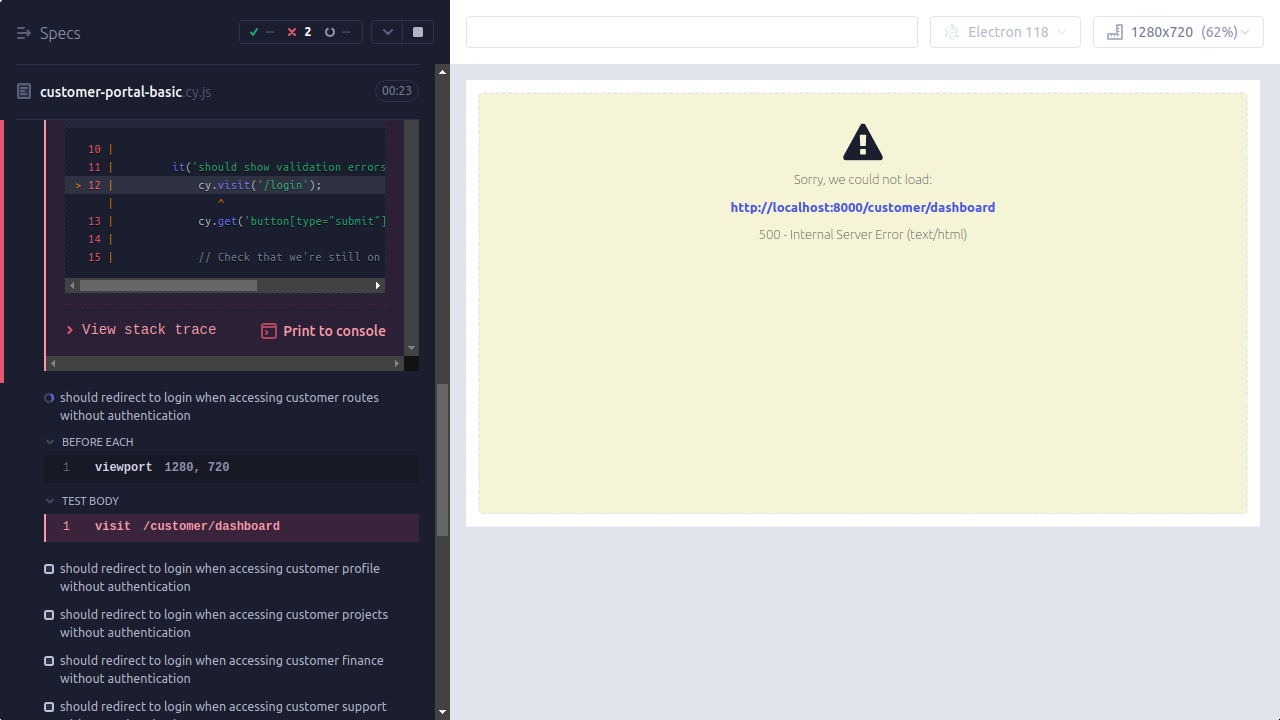 Specs
-- 2 --
customer-portal-basic.cy.js
00:23
10 |
11 | it('should show validation errors
> 12 | cy.visit('/login');
| ^
13 | cy.get('button[type="submit"]
14 |
15 | // Check that we're still on
View stack trace
Print to console
should redirect to login when accessing customer routes
without authentication
BEFORE EACH
1 viewport 1280, 720
TEST BODY
1 visit /customer/dashboard
should redirect to login when accessing customer profile
without authentication
should redirect to login when accessing customer projects
without authentication
should redirect to login when accessing customer finance
without authentication
should redirect to login when accessing customer support
Electron 118
1280x720 (62%)
Sorry, we could not load:
http://localhost:8000/customer/dashboard
500 - Internal Server Error (text/html)